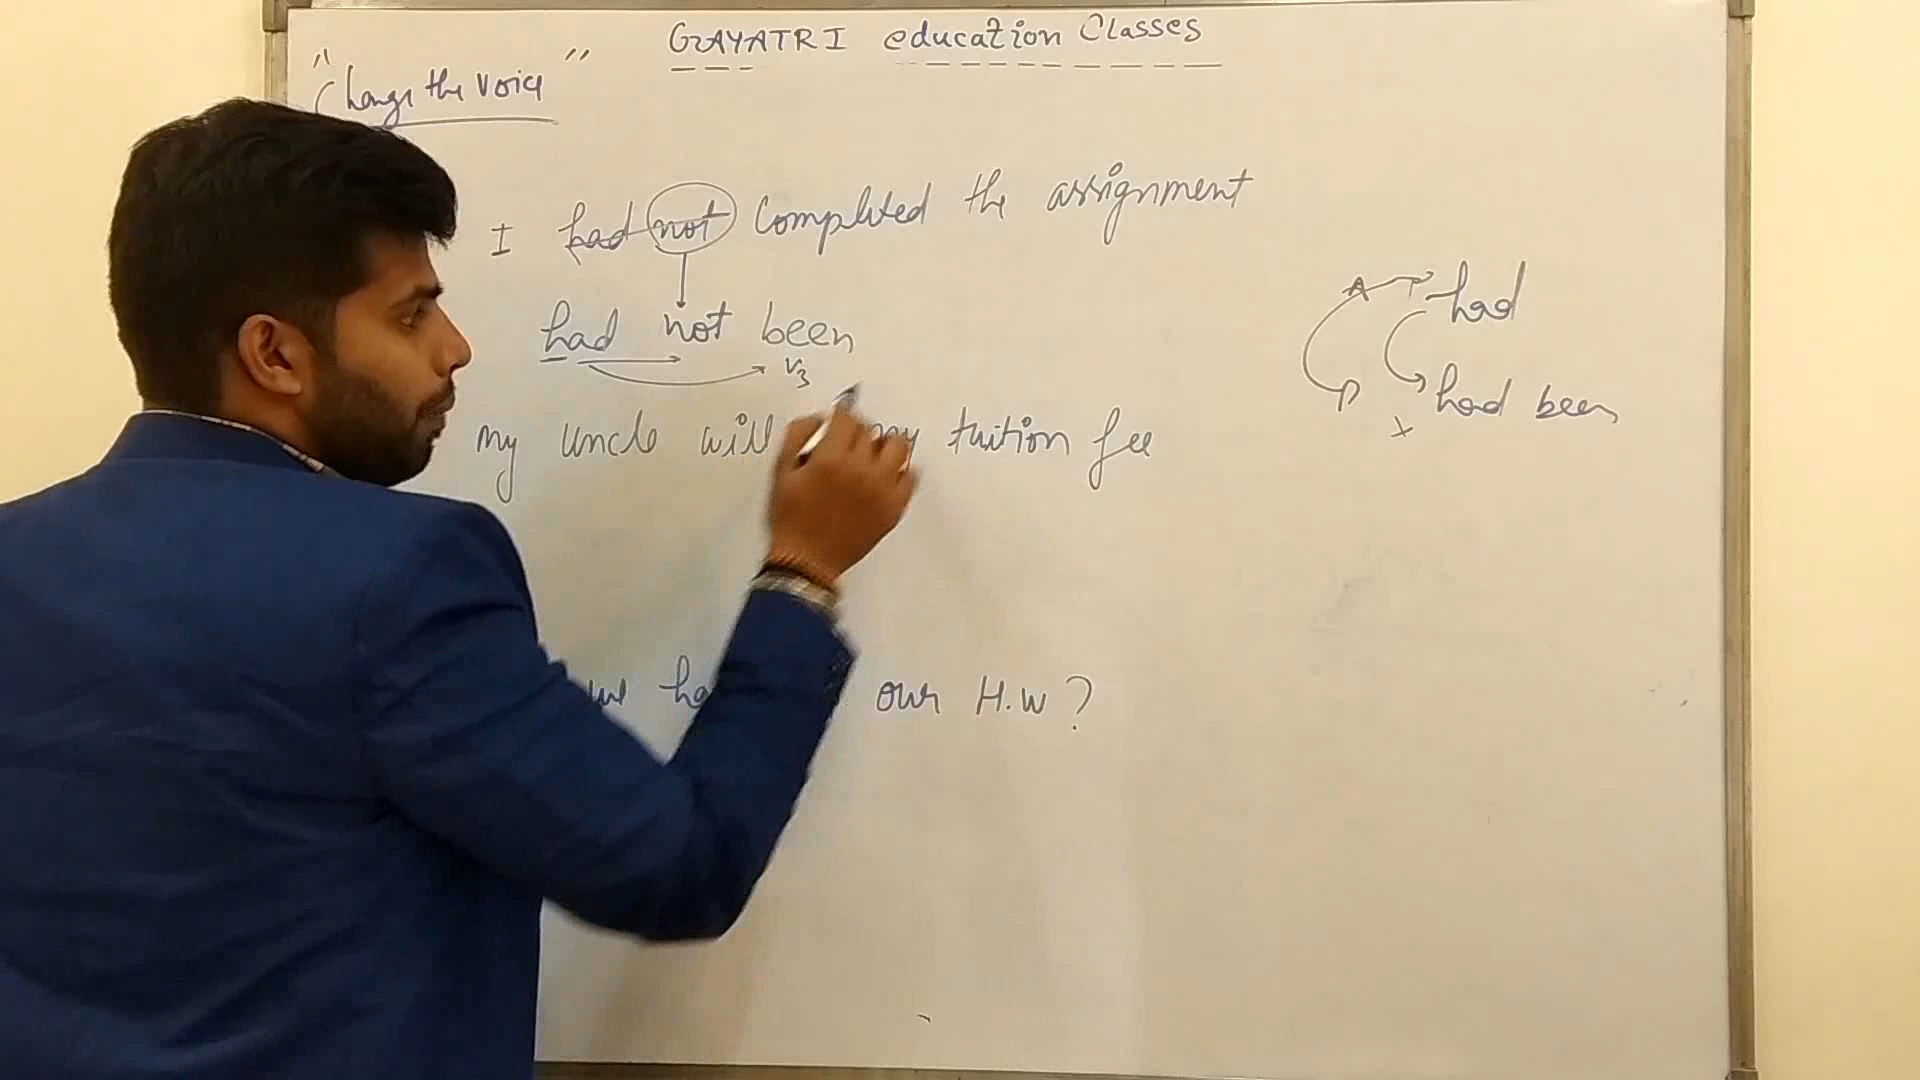 GAYATRI education Classes
"Change the Voice"
I had not Completed the assignment
had not been
V3
my uncle will my tuition fee
our H.W?
A P had
P had been